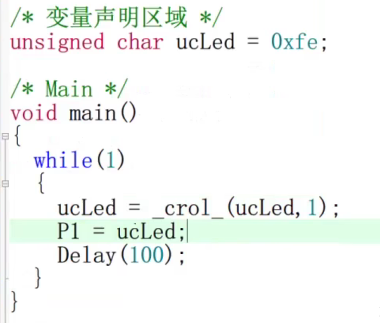 /* 变量声明区域 */
unsigned char ucLed = 0xfe;
/* Main */
void main()
{
while(1)
{
ucLed = _crol_(ucLed,1);
P1 = ucLed;
Delay(100);
}
}